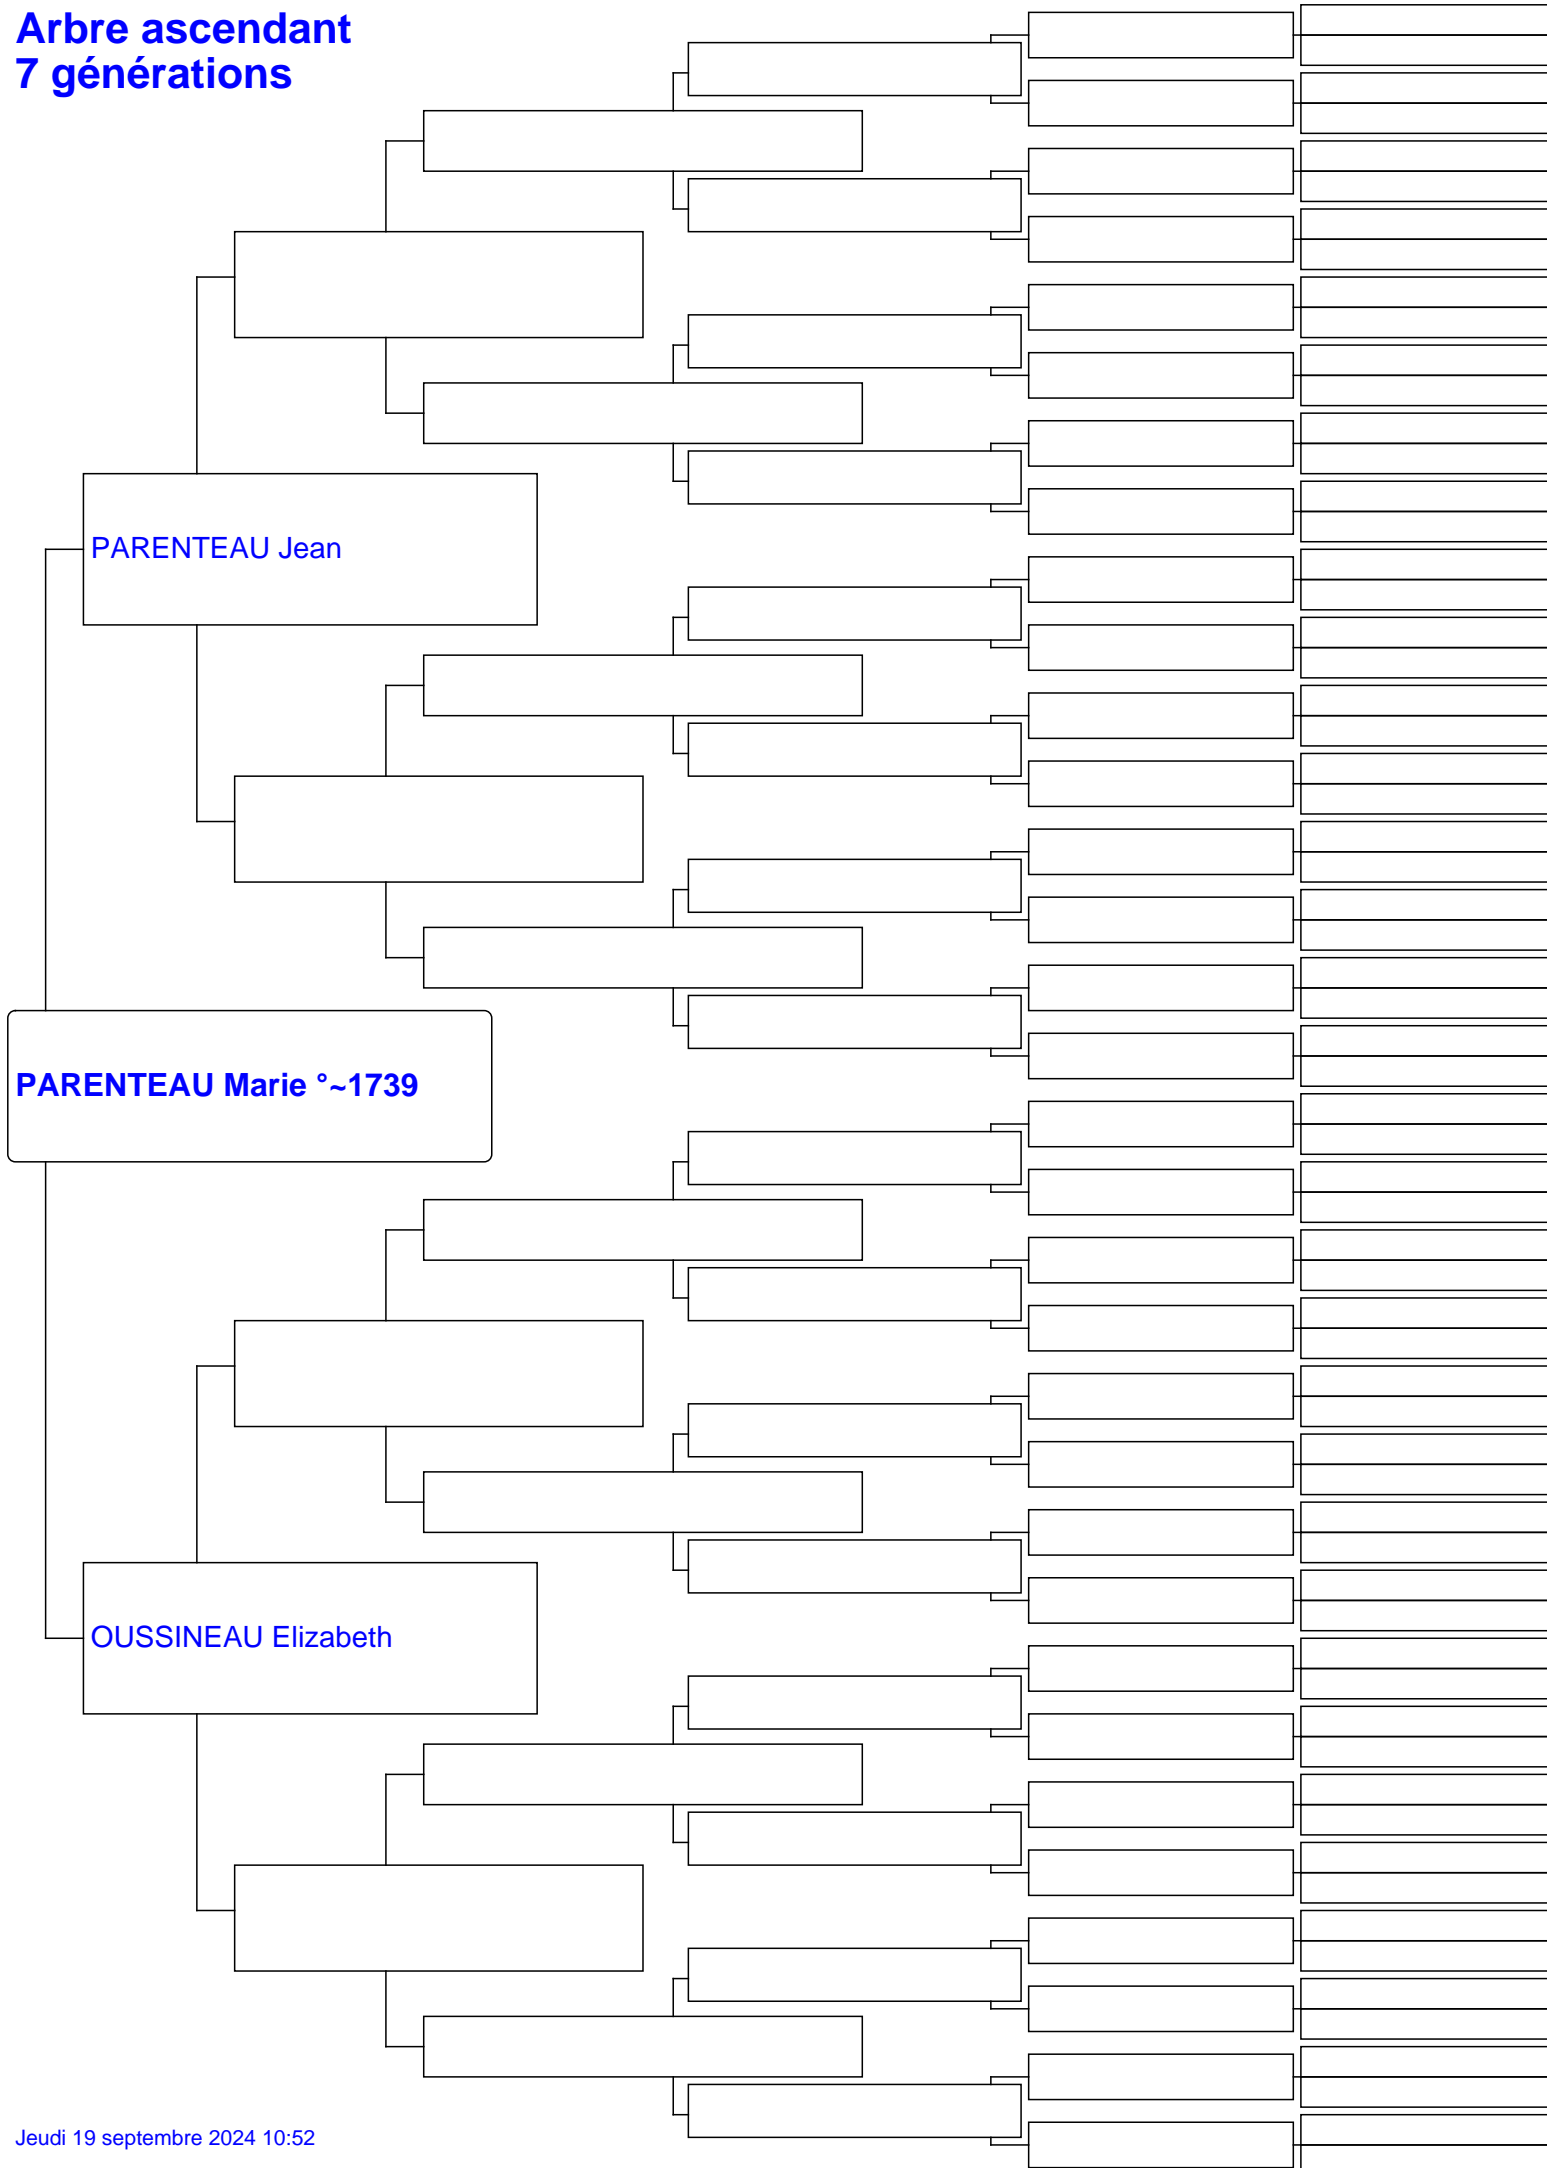 Arbre ascendant
7 générations
PARENTEAU Jean
PARENTEAU Marie °~1739
OUSSINEAU Elizabeth
Jeudi 19 septembre 2024 10:52